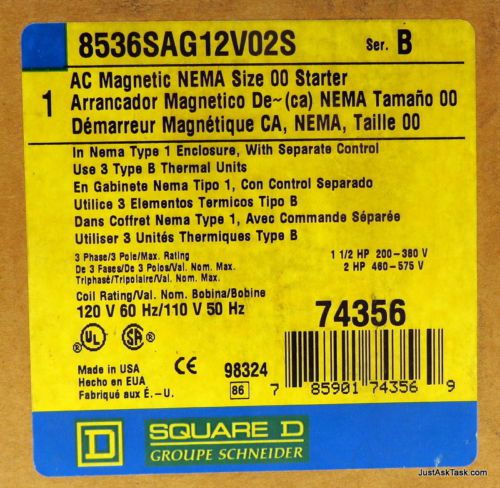 8536SAG12V02S Ser. B
1
AC Magnetic NEMA Size 00 Starter
Arrancador Magnetico De~(ca) NEMA Tamaño 00
Démarreur Magnétique CA, NEMA, Taille 00
In Nema Type 1 Enclosure, With Separate Control
Use 3 Type B Thermal Units
En Gabinete Nema Tipo 1, Con Control Separado
Utilice 3 Elementos Termicos Tipo B
Dans Coffret Nema Type 1, Avec Commande Séparée
Utiliser 3 Unités Thermiques Type B
3 Phase/3 Pole/Max. Rating 1 1/2 HP 200-380 V
De 3 Fases/De 3 Polos/Val. Nom. Max. 2 HP 460-575 V
Triphasé/Tripolaire/Val. Nom. Max.
Coil Rating/Val. Nom. Bobina/Bobine
120 V 60 Hz/110 V 50 Hz
74356
UL SA
Made in USA CE 98324
Hecho en EUA
Fabriqué aux É.-U.
86 7 85901 74356 9
D SQUARE D
GROUPE SCHNEIDER
JustAskTask.com